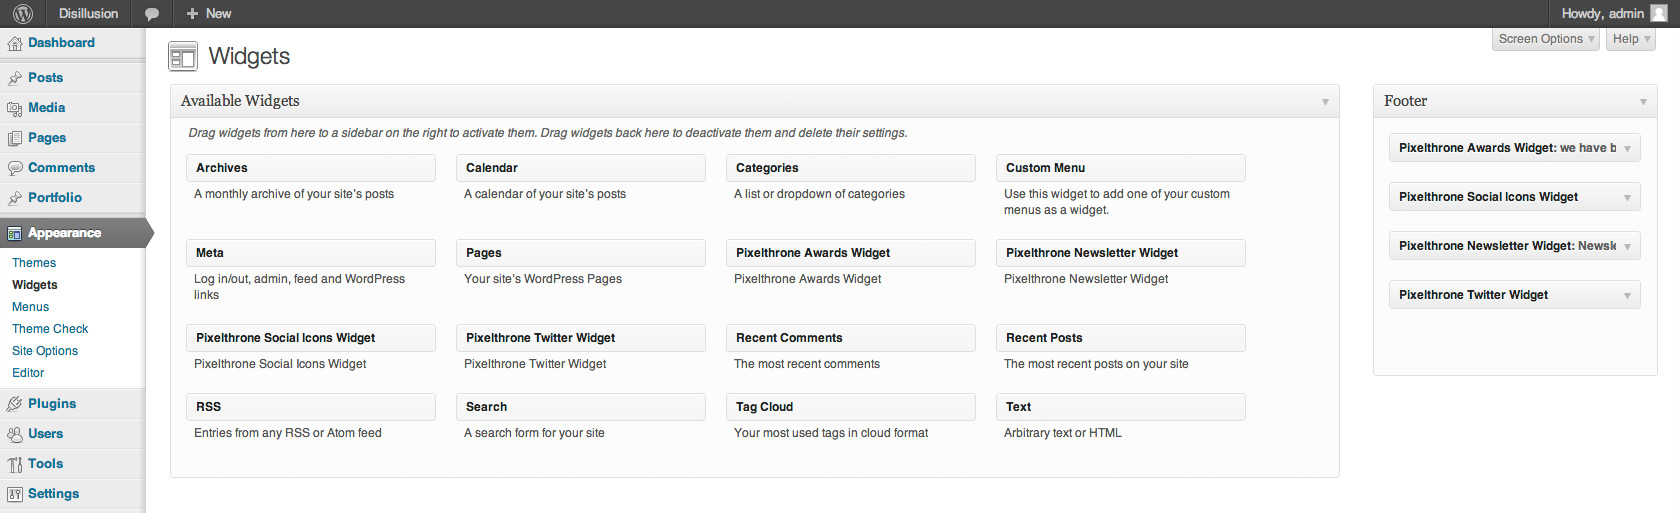 Disillusion
New
Howdy, admin
Dashboard
Posts
Media
Pages
Comments
Portfolio
Appearance
Themes
Widgets
Menus
Theme Check
Site Options
Editor
Plugins
Users
Tools
Settings
Widgets
Screen Options
Help
Available Widgets
Drag widgets from here to a sidebar on the right to activate them. Drag widgets back here to deactivate them and delete their settings.
Archives
A monthly archive of your site's posts
Calendar
A calendar of your site's posts
Categories
A list or dropdown of categories
Custom Menu
Use this widget to add one of your custom
menus as a widget.
Meta
Log in/out, admin, feed and WordPress
links
Pages
Your site's WordPress Pages
Pixelthrone Awards Widget
Pixelthrone Awards Widget
Pixelthrone Newsletter Widget
Pixelthrone Newsletter Widget
Pixelthrone Social Icons Widget
Pixelthrone Social Icons Widget
Pixelthrone Twitter Widget
Pixelthrone Twitter Widget
Recent Comments
The most recent comments
Recent Posts
The most recent posts on your site
RSS
Entries from any RSS or Atom feed
Search
A search form for your site
Tag Cloud
Your most used tags in cloud format
Text
Arbitrary text or HTML
Footer
Pixelthrone Awards Widget: we have b
Pixelthrone Social Icons Widget
Pixelthrone Newsletter Widget: Newsle
Pixelthrone Twitter Widget